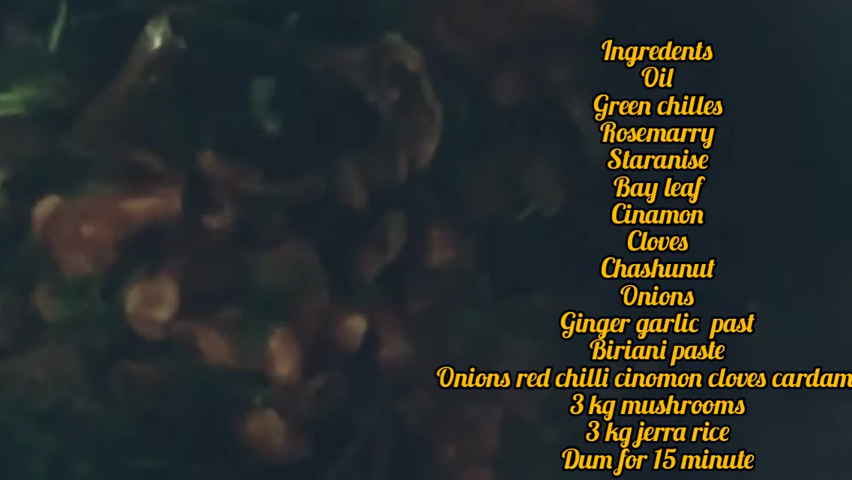 Ingredents
Oil
Green chilles
Rosemarry
Staranise
Bay leaf
Cinamon
Cloves
Chashunut
Onions
Ginger garlic past
Biriani paste
Onions red chilli cinomon cloves cardam
3 kg mushrooms
3 kg jerra rice
Dum for 15 minute